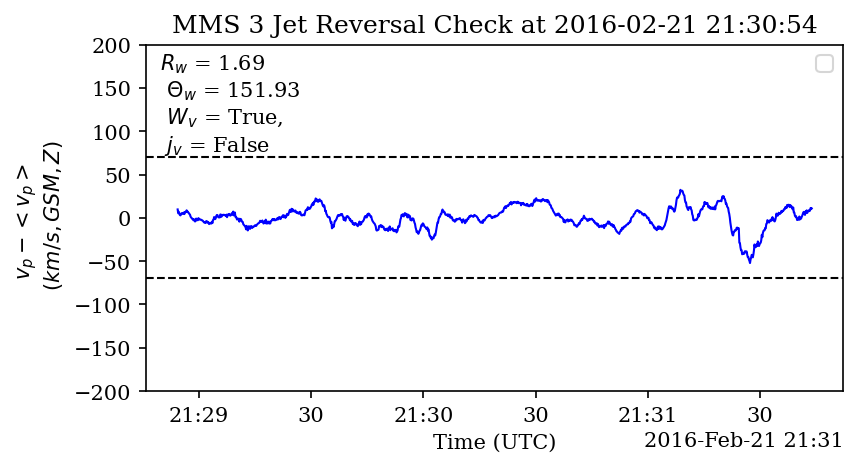 MMS 3 Jet Reversal Check at 2016-02-21 21:30:54
R_w = 1.69
Θ_w = 151.93
W_v = True,
j_v = False
v_p − < v_p >
(km/s, GSM, Z)
200
150
100
50
0
−50
−100
−150
−200
21:29 30 21:30 30 21:31 30
Time (UTC)
2016-Feb-21 21:31